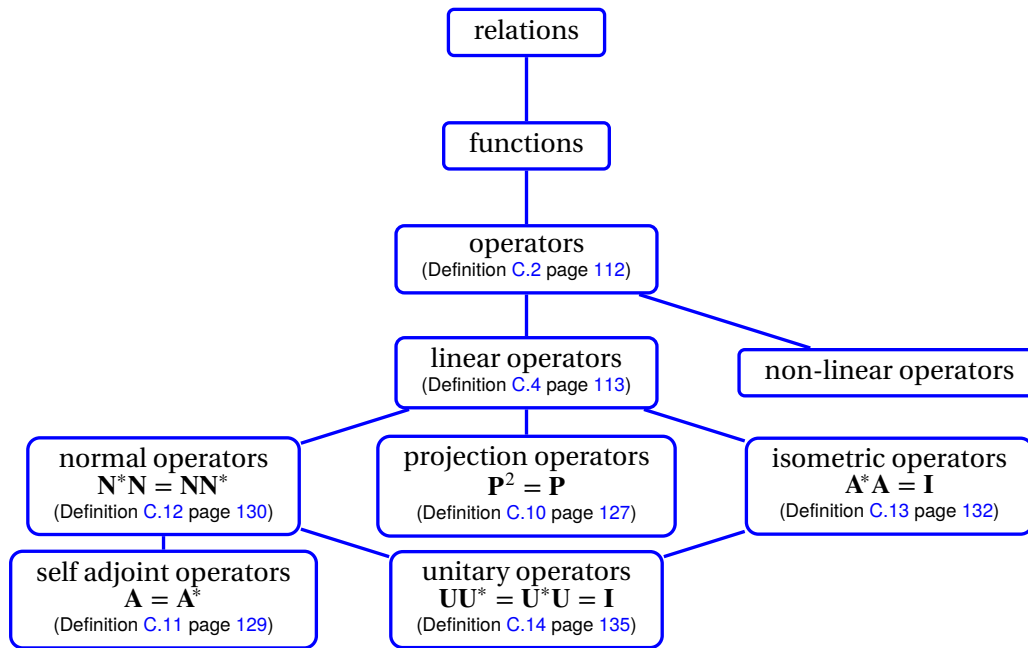 relations
functions
operators
(Definition C.2 page 112)
linear operators
(Definition C.4 page 113)
non-linear operators
normal operators
N*N = NN*
(Definition C.12 page 130)
projection operators
P² = P
(Definition C.10 page 127)
isometric operators
A*A = I
(Definition C.13 page 132)
self adjoint operators
A = A*
(Definition C.11 page 129)
unitary operators
UU* = U*U = I
(Definition C.14 page 135)